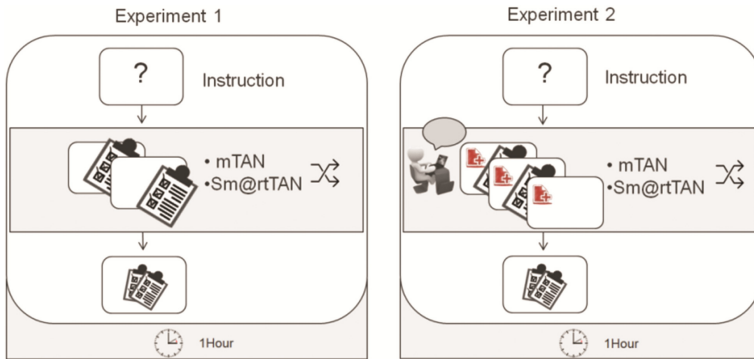 Experiment 1
?
Instruction
• mTAN
•Sm@rtTAN
1Hour
Experiment 2
?
Instruction
• mTAN
•Sm@rtTAN
1Hour